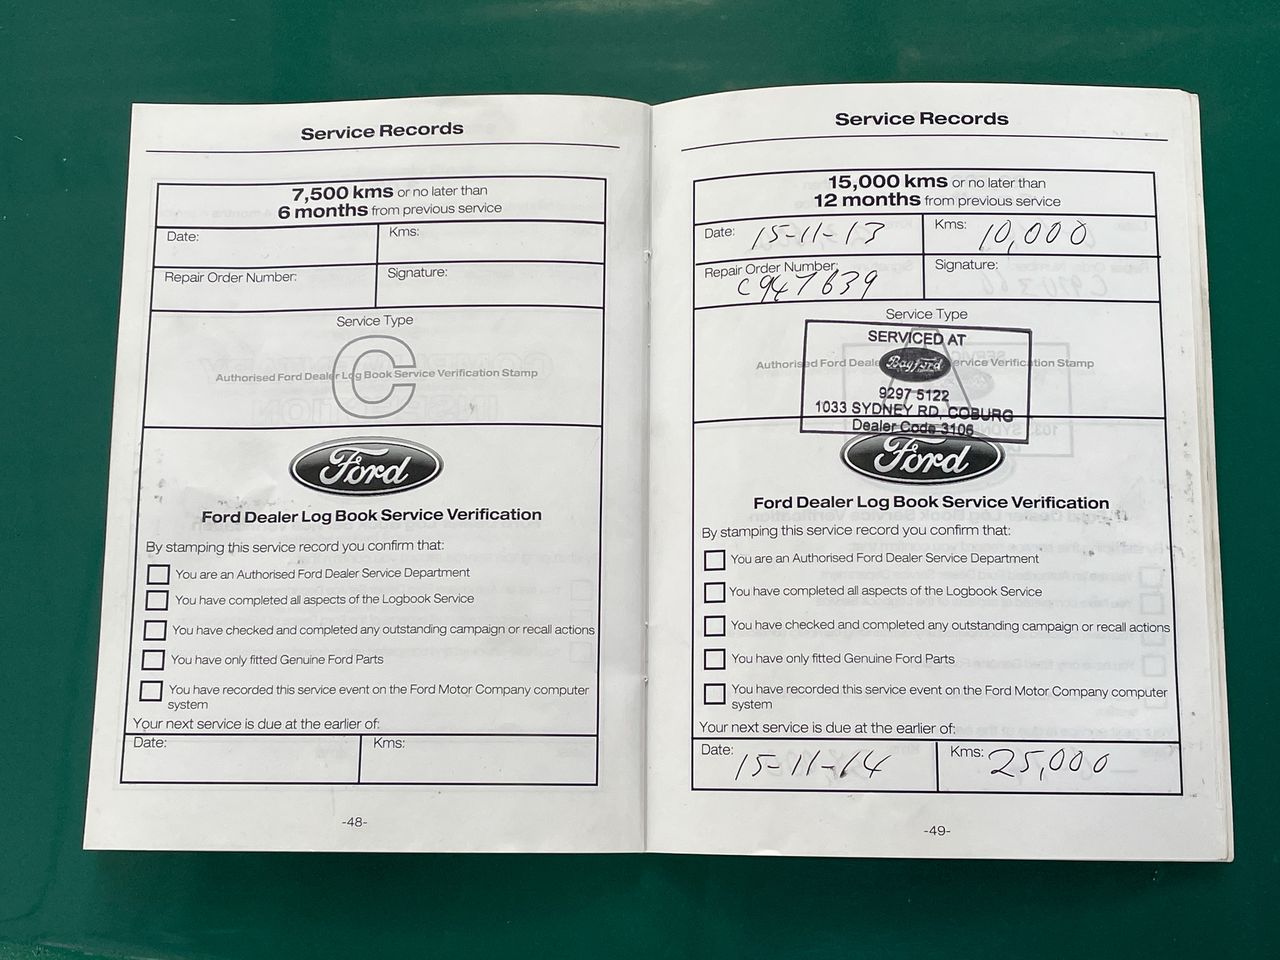 Service Records
7,500 kms or no later than
6 months from previous service
Date:
Kms:
Repair Order Number:
Signature:
Service Type
C
Authorised Ford Dealer Log Book Service Verification Stamp
Ford
Ford Dealer Log Book Service Verification
By stamping this service record you confirm that:
You are an Authorised Ford Dealer Service Department
You have completed all aspects of the Logbook Service
You have checked and completed any outstanding campaign or recall actions
You have only fitted Genuine Ford Parts
You have recorded this service event on the Ford Motor Company computer
system
Your next service is due at the earlier of:
Date:
Kms:
-48-
Service Records
15,000 kms or no later than
12 months from previous service
Date: 15-11-13
Kms: 10,000
Repair Order Number:
C947639
Signature:
Service Type
A
Authorised Ford Dealer Service Verification Stamp
SERVICED AT
Bayford
9297 5122
1033 SYDNEY RD, COBURG
Dealer Code 3106
Ford
Ford Dealer Log Book Service Verification
By stamping this service record you confirm that:
You are an Authorised Ford Dealer Service Department
You have completed all aspects of the Logbook Service
You have checked and completed any outstanding campaign or recall actions
You have only fitted Genuine Ford Parts
You have recorded this service event on the Ford Motor Company computer
system
Your next service is due at the earlier of:
Date: 15-11-14
Kms: 25,000
-49-